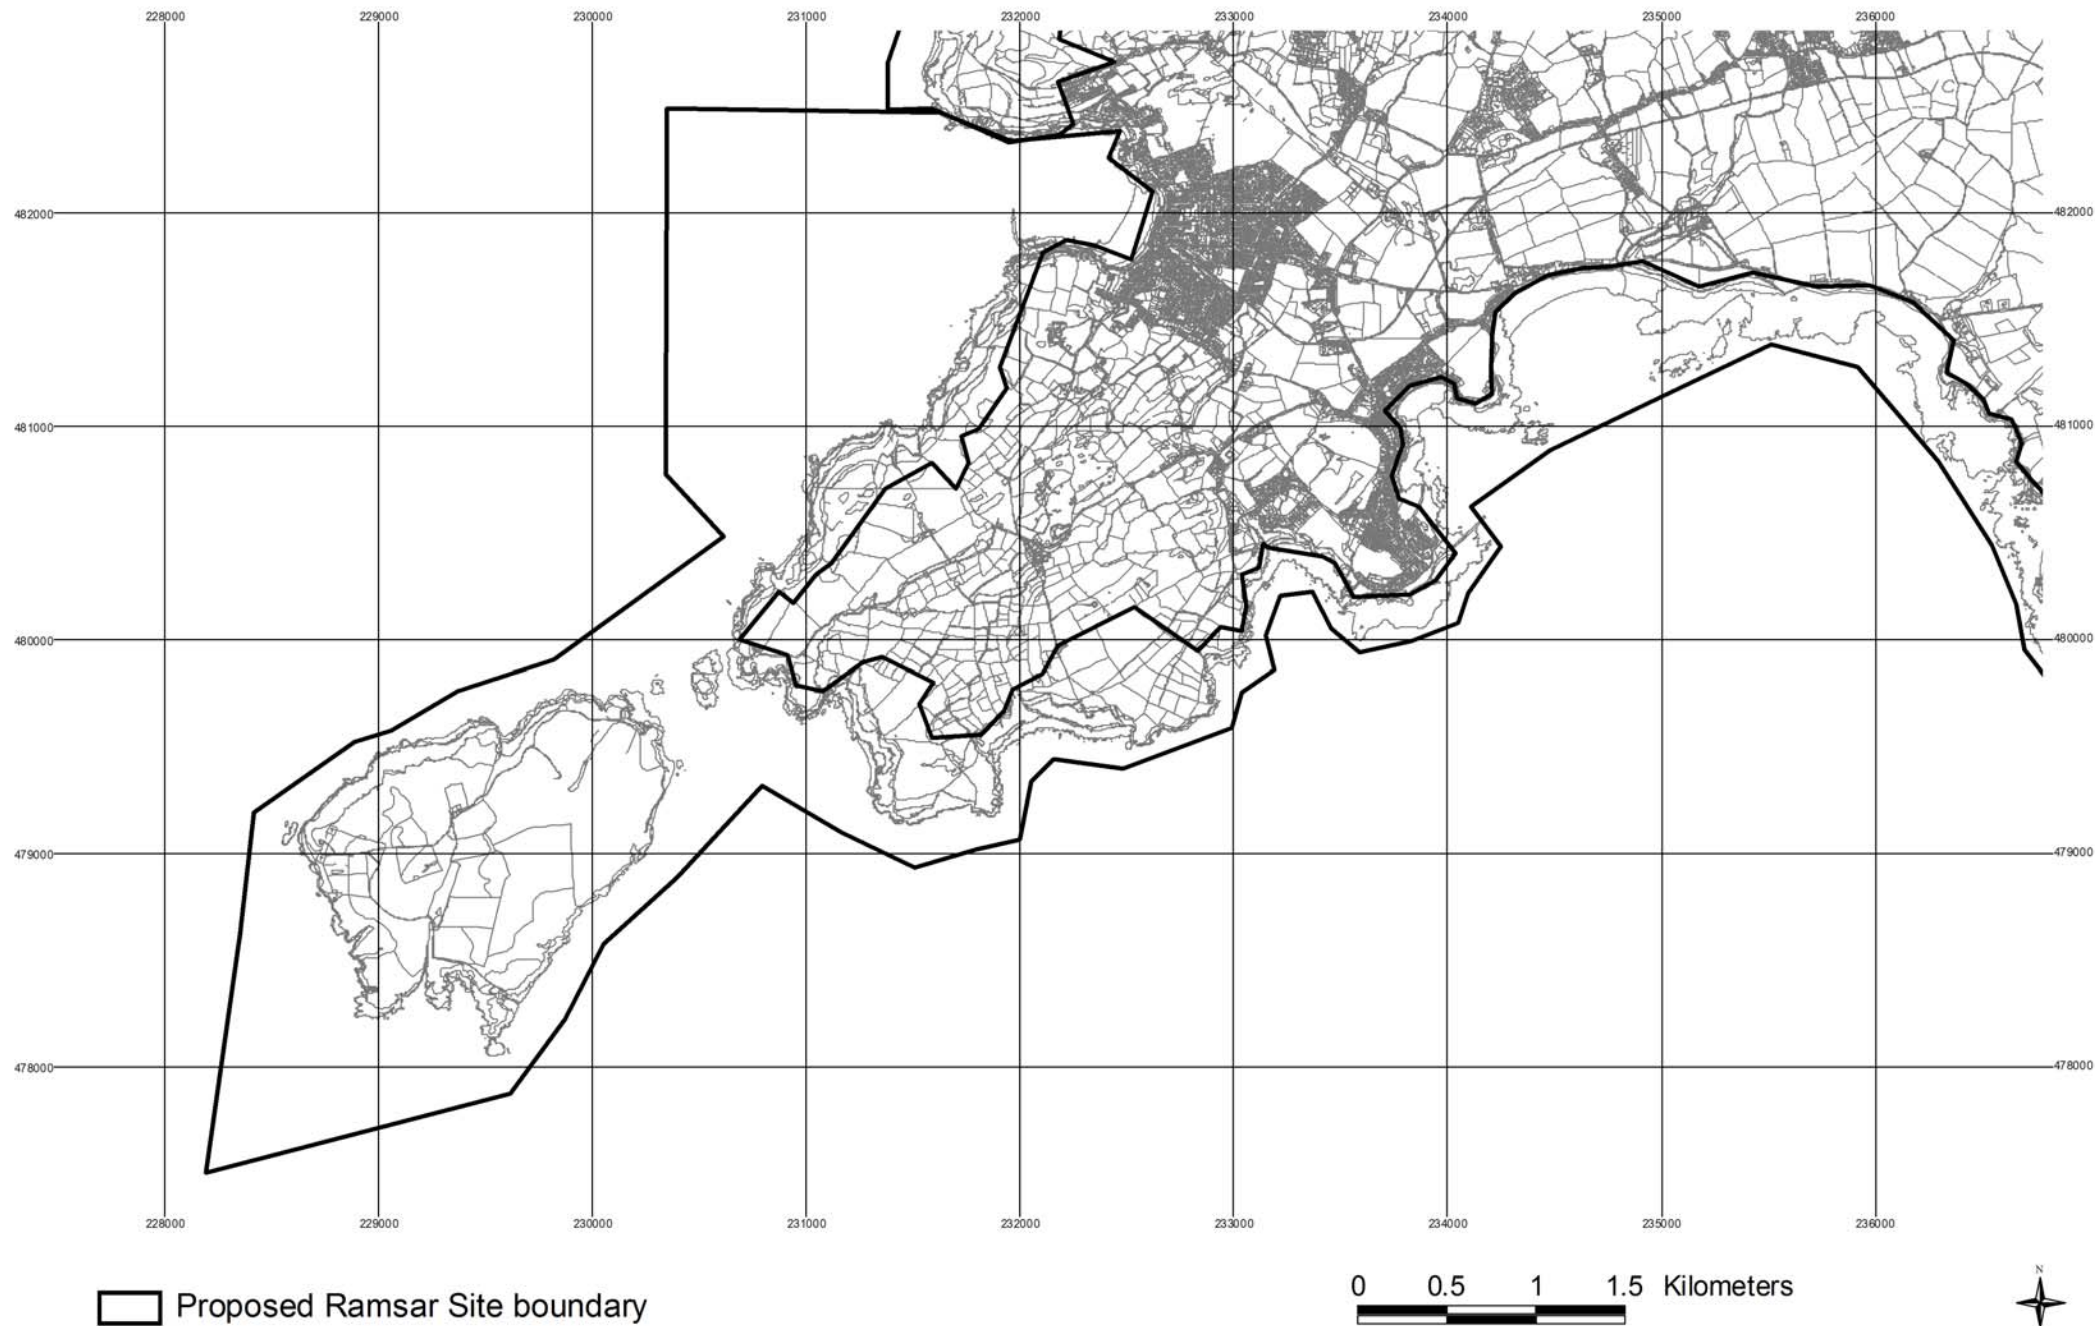 228000 229000 230000 231000 232000 233000 234000 235000 236000
482000 482000
481000 481000
480000 480000
479000 479000
478000 478000
228000 229000 230000 231000 232000 233000 234000 235000 236000
Proposed Ramsar Site boundary
0 0.5 1 1.5 Kilometers
N